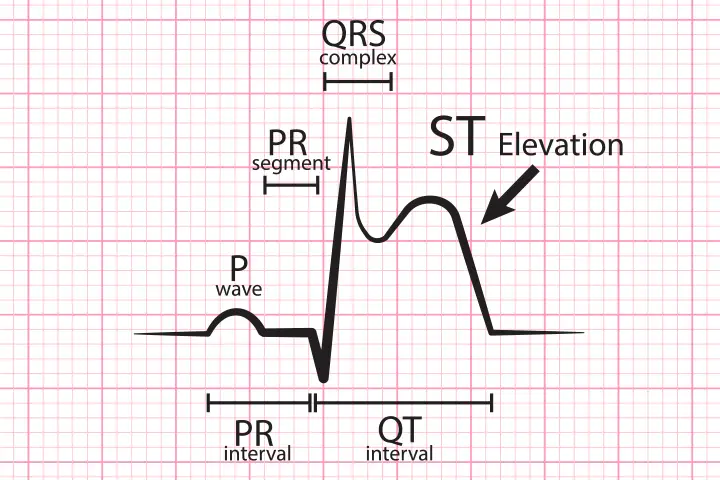 QRS
complex
ST Elevation
PR
segment
P
wave
PR
interval
QT
interval